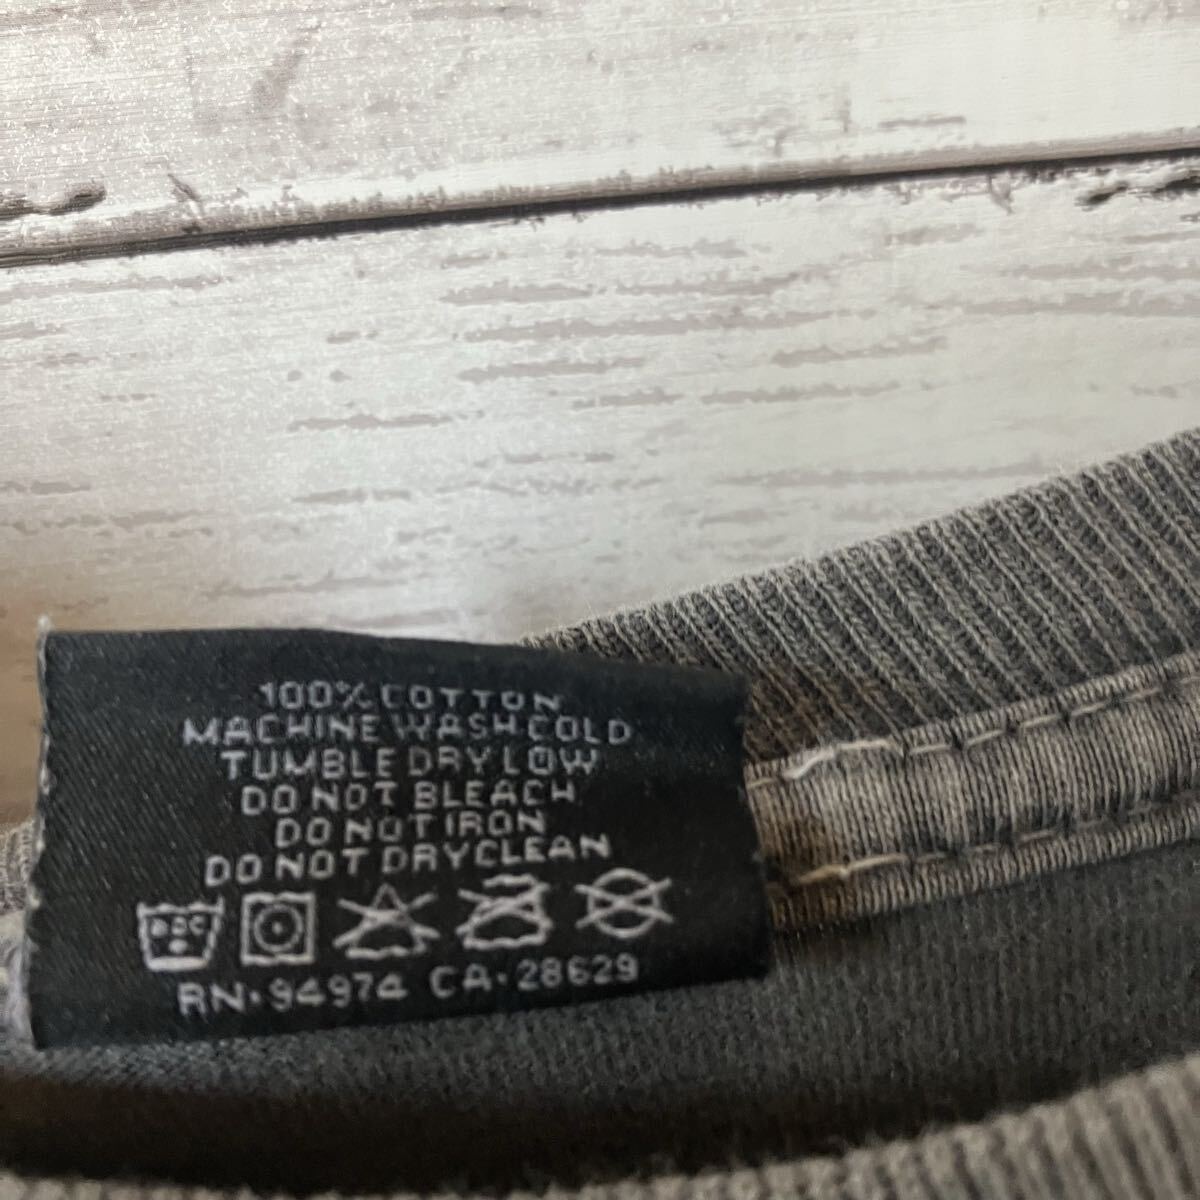 100% COTTON
MACHINE WASH COLD
TUMBLE DRY LOW
DO NOT BLEACH
DO NOT IRON
DO NOT DRYCLEAN
RN·94974 CA·28629